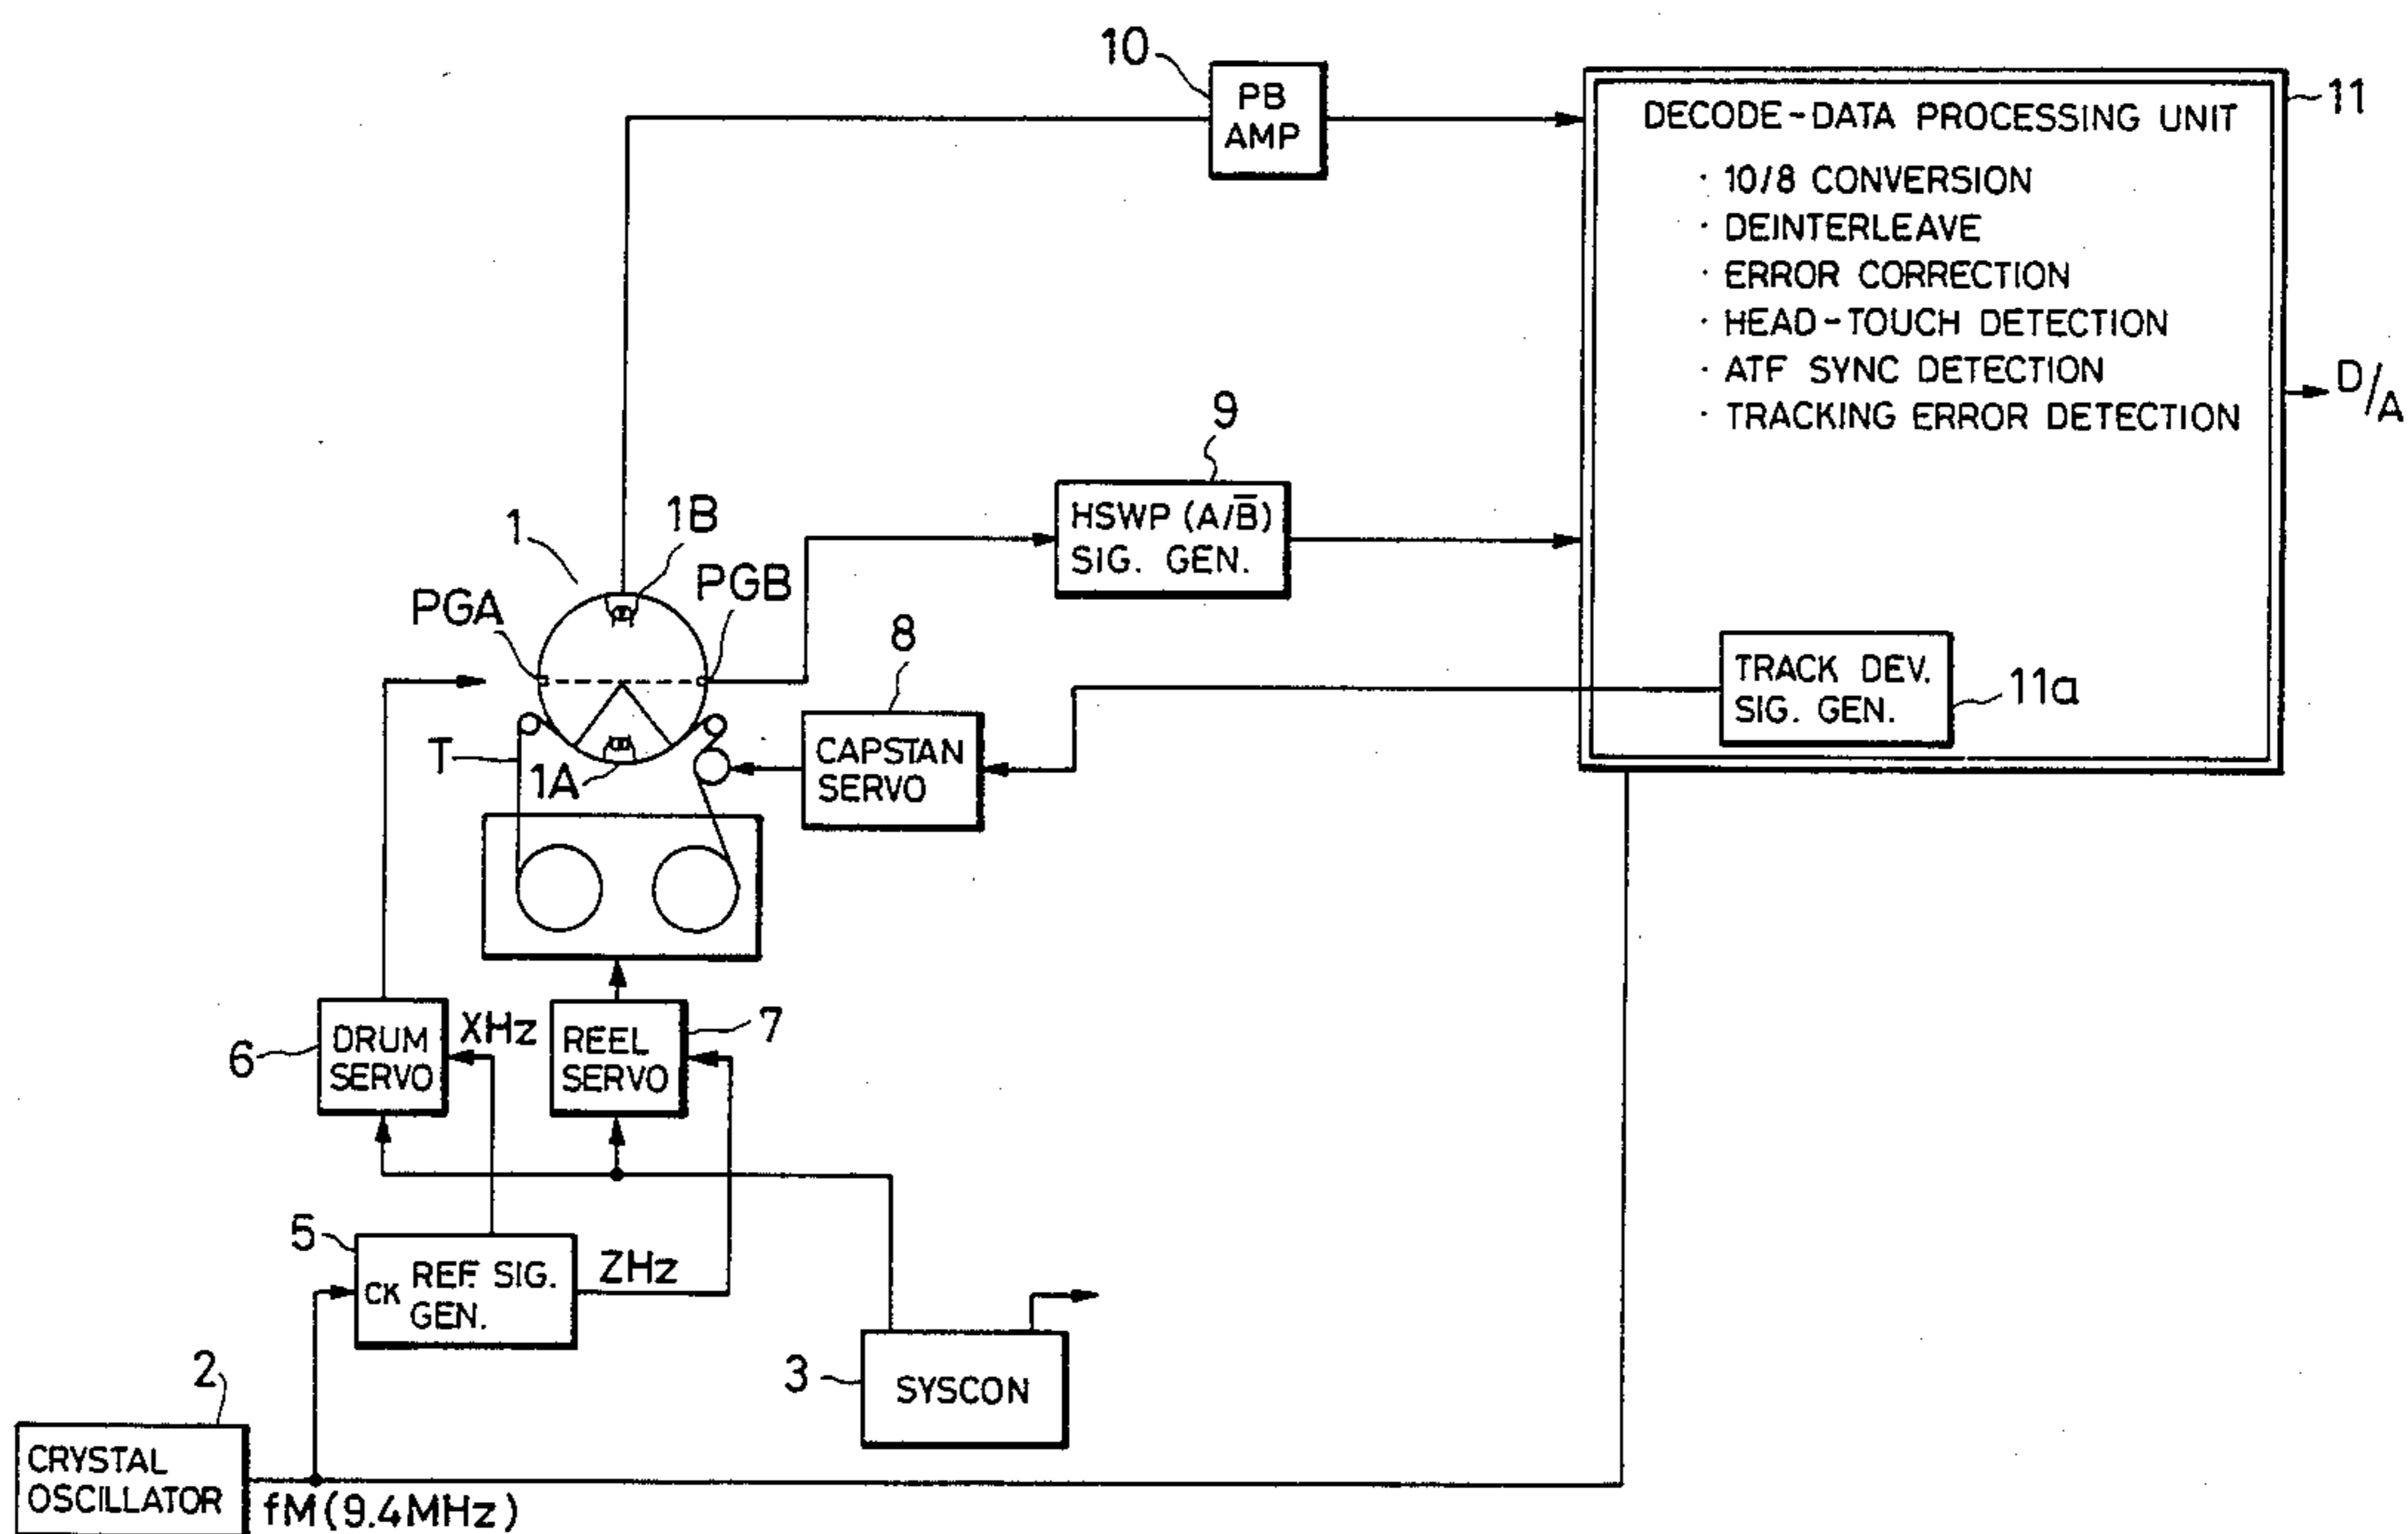 10
PB
AMP
11
DECODE-DATA PROCESSING UNIT
· 10/8 CONVERSION
· DEINTERLEAVE
· ERROR CORRECTION
· HEAD-TOUCH DETECTION
· ATF SYNC DETECTION
· TRACKING ERROR DETECTION
D/A
9
HSWP (A/B̅)
SIG. GEN.
1
1B
PGA
PGB
8
TRACK DEV.
SIG. GEN.
11a
T
1A
CAPSTAN
SERVO
6
DRUM
SERVO
XHz
REEL
SERVO
7
5
CK
REF. SIG.
GEN.
ZHz
3
SYSCON
2
CRYSTAL
OSCILLATOR
fM(9.4MHz)